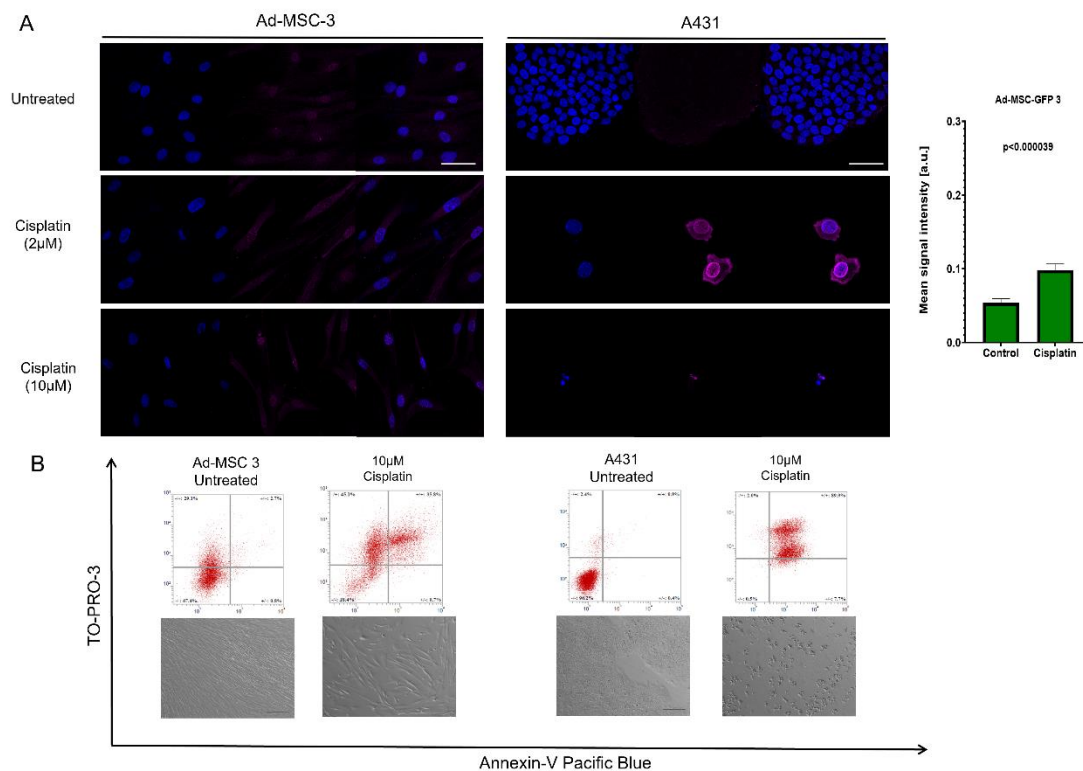 A
Ad-MSC-3
A431
Untreated
Cisplatin
(2µM)
Cisplatin
(10µM)
Ad-MSC-GFP 3
p<0.000039
Mean signal intensity [a.u.]
0.3
0.2
0.1
0.0
Control
Cisplatin
B
Ad-MSC 3
Untreated
10µM
Cisplatin
A431
Untreated
10µM
Cisplatin
TO-PRO-3
Annexin-V Pacific Blue